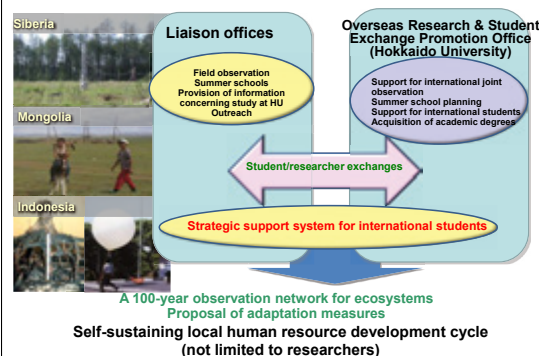 Siberia
Mongolia
Indonesia
Liaison offices
Field observation
Summer schools
Provision of information
concerning study at HU
Outreach
Overseas Research & Student
Exchange Promotion Office
(Hokkaido University)
Support for international joint
observation
Summer school planning
Support for international students
Acquisition of academic degrees
Student/researcher exchanges
Strategic support system for international students
A 100-year observation network for ecosystems
Proposal of adaptation measures
Self-sustaining local human resource development cycle
(not limited to researchers)